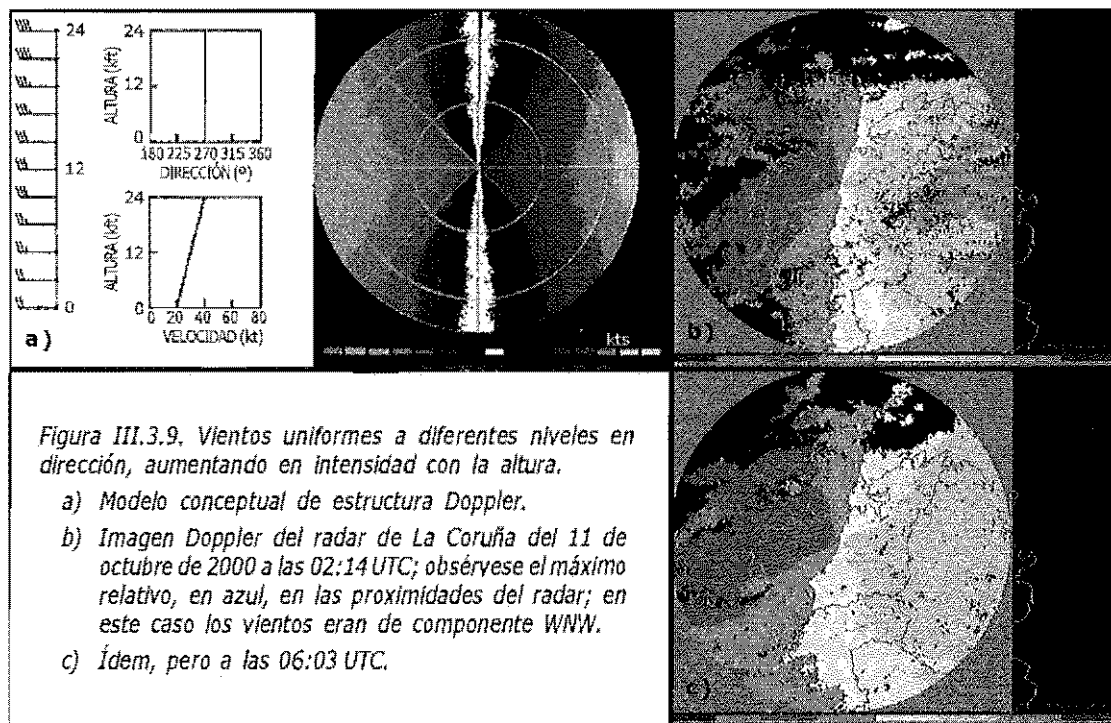 24
12
0
a)
ALTURA (kft)
24
12
0
180 225 270 315 360
DIRECCIÓN (º)
ALTURA (kft)
24
12
0
0 20 40 60 80
VELOCIDAD (kt)
kts
b)
c)
Figura III.3.9. Vientos uniformes a diferentes niveles en
dirección, aumentando en intensidad con la altura.
a) Modelo conceptual de estructura Doppler.
b) Imagen Doppler del radar de La Coruña del 11 de
octubre de 2000 a las 02:14 UTC; obsérvese el máximo
relativo, en azul, en las proximidades del radar; en
este caso los vientos eran de componente WNW.
c) Ídem, pero a las 06:03 UTC.